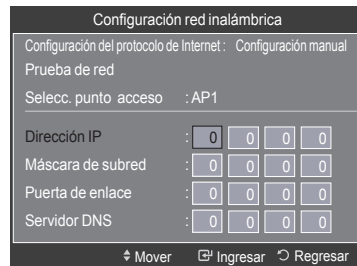 Configuración red inalámbrica
Configuración del protocolo de Internet : Configuración manual
Prueba de red
Selecc. punto acceso : AP1
Dirección IP : 0 0 0 0
Máscara de subred : 0 0 0 0
Puerta de enlace : 0 0 0 0
Servidor DNS : 0 0 0 0
Mover Ingresar Regresar